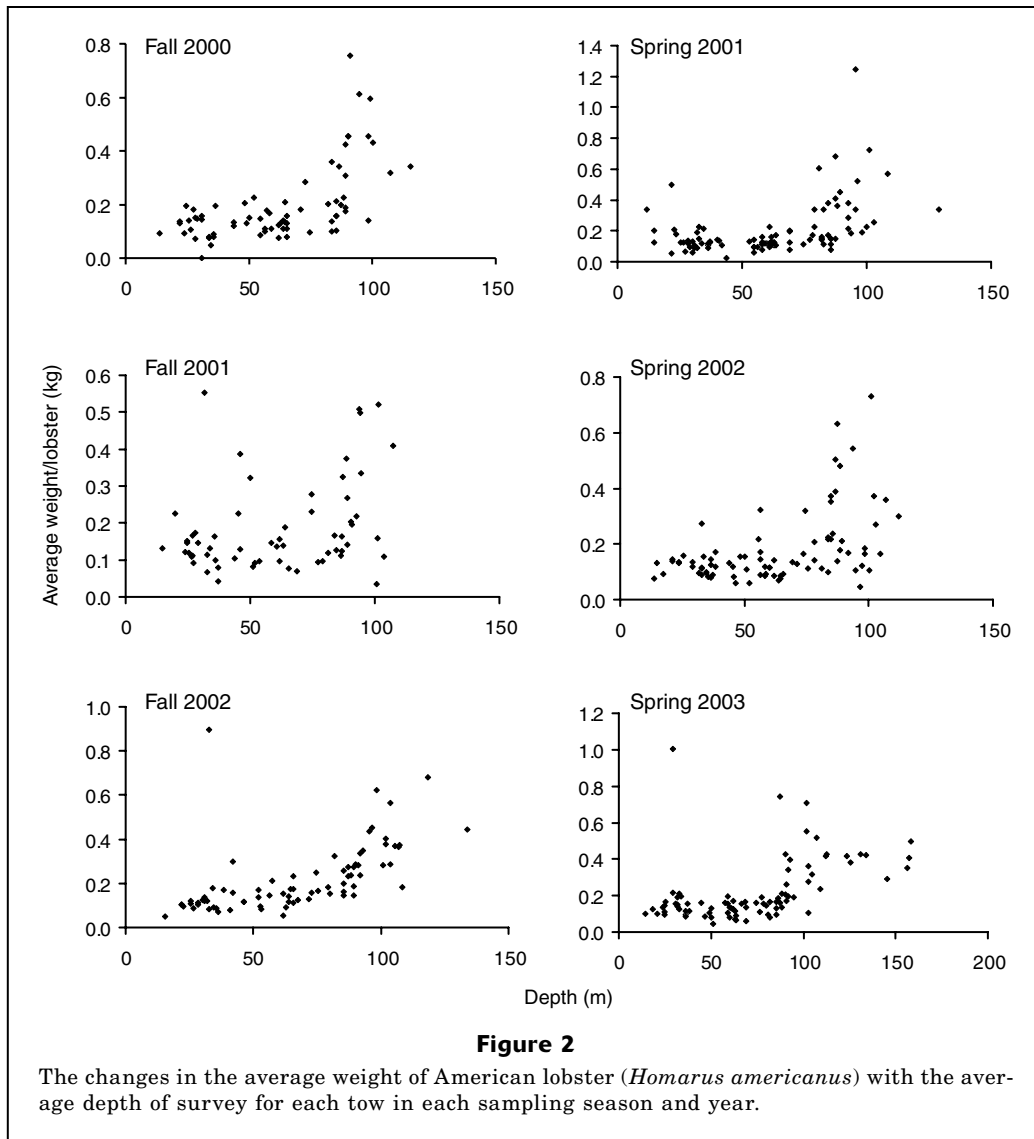 Fall 2000
0.8
0.6
0.4
0.2
0.0
0 50 100 150
Spring 2001
1.4
1.2
1.0
0.8
0.6
0.4
0.2
0.0
0 50 100 150
Average weight/lobster (kg)
Fall 2001
0.6
0.5
0.4
0.3
0.2
0.1
0.0
0 50 100 150
Spring 2002
0.8
0.6
0.4
0.2
0.0
0 50 100 150
Fall 2002
1.0
0.8
0.6
0.4
0.2
0.0
0 50 100 150
Spring 2003
1.2
1.0
0.8
0.6
0.4
0.2
0.0
0 50 100 150 200
Depth (m)
Figure 2
The changes in the average weight of American lobster (Homarus americanus) with the aver-
age depth of survey for each tow in each sampling season and year.